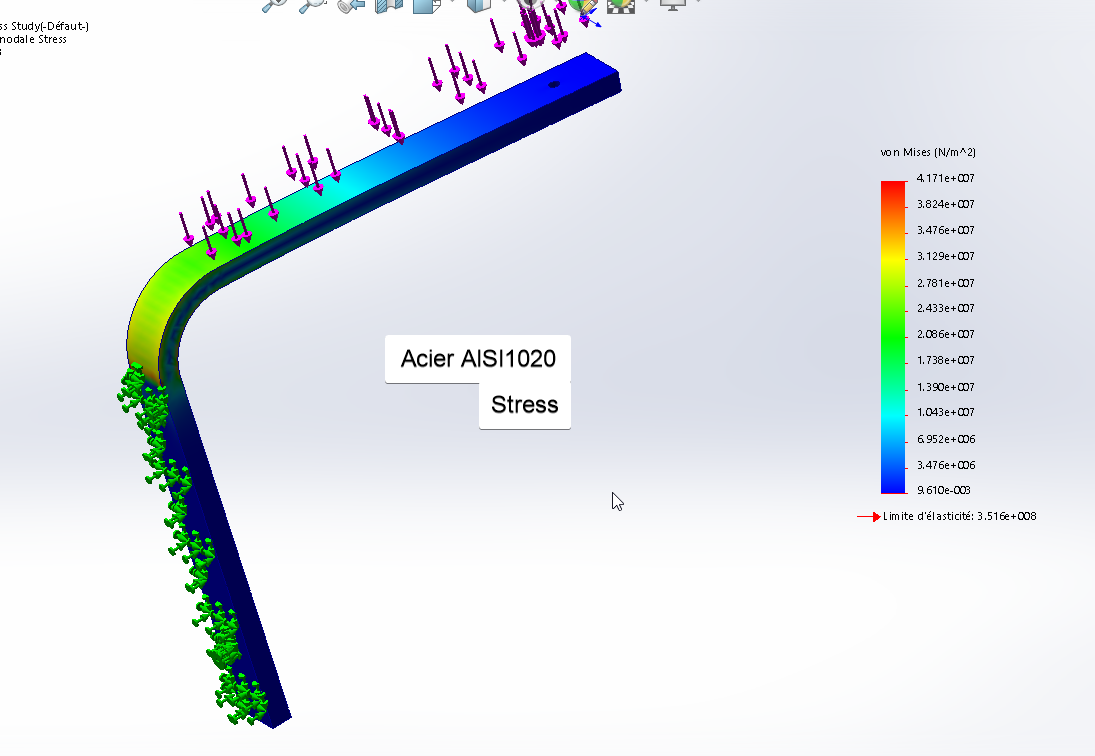 ss Study(-Défaut-)
nodale Stress
von Mises (N/m^2)
4.171e+007
3.824e+007
3.476e+007
3.129e+007
2.781e+007
2.433e+007
2.086e+007
1.738e+007
1.390e+007
1.043e+007
6.952e+006
3.476e+006
9.610e-003
Limite d'élasticité: 3.516e+008
Acier AISI1020
Stress